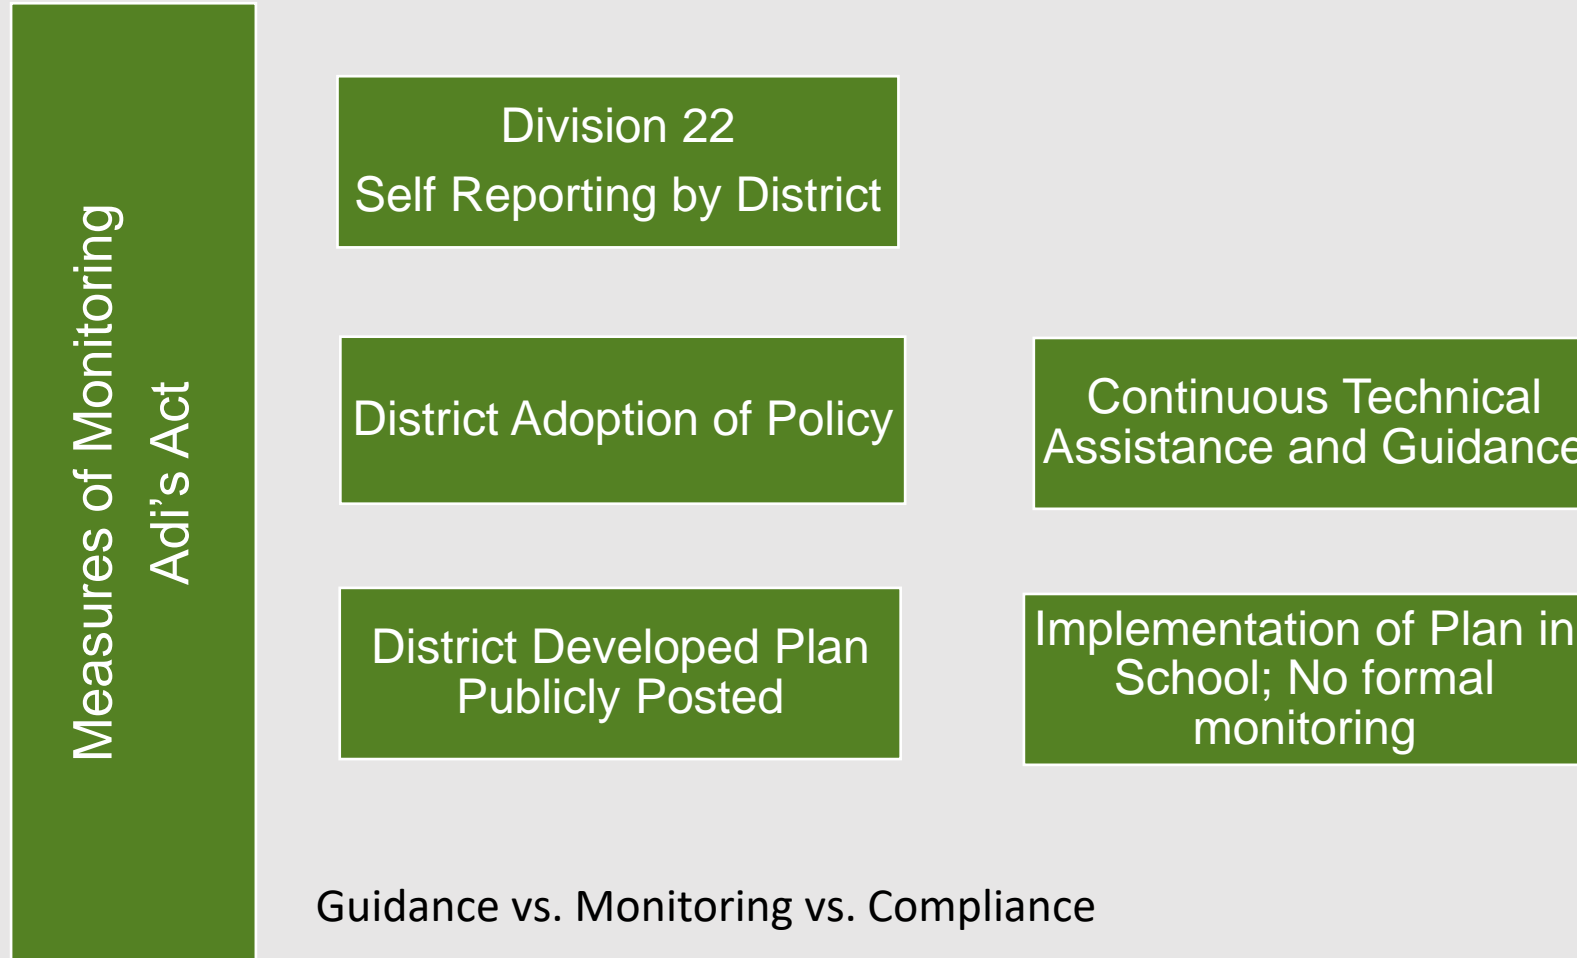 Measures of Monitoring
Adi’s Act
Division 22
Self Reporting by District
District Adoption of Policy
Continuous Technical
Assistance and Guidance
District Developed Plan
Publicly Posted
Implementation of Plan in
School; No formal
monitoring
Guidance vs. Monitoring vs. Compliance